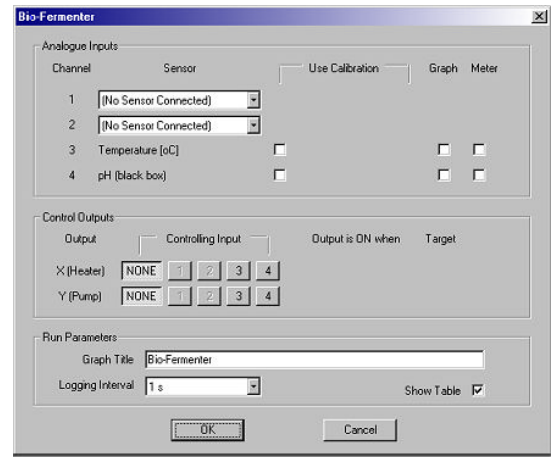 Bio-Fermenter
Analogue Inputs
Channel Sensor Use Calibration Graph Meter
1 (No Sensor Connected)
2 (No Sensor Connected)
3 Temperature [oC]
4 pH (black box)
Control Outputs
Output Controlling Input Output is ON when Target
X (Heater) NONE 1 2 3 4
Y (Pump) NONE 1 2 3 4
Run Parameters
Graph Title Bio-Fermenter
Logging Interval 1 s Show Table
OK Cancel